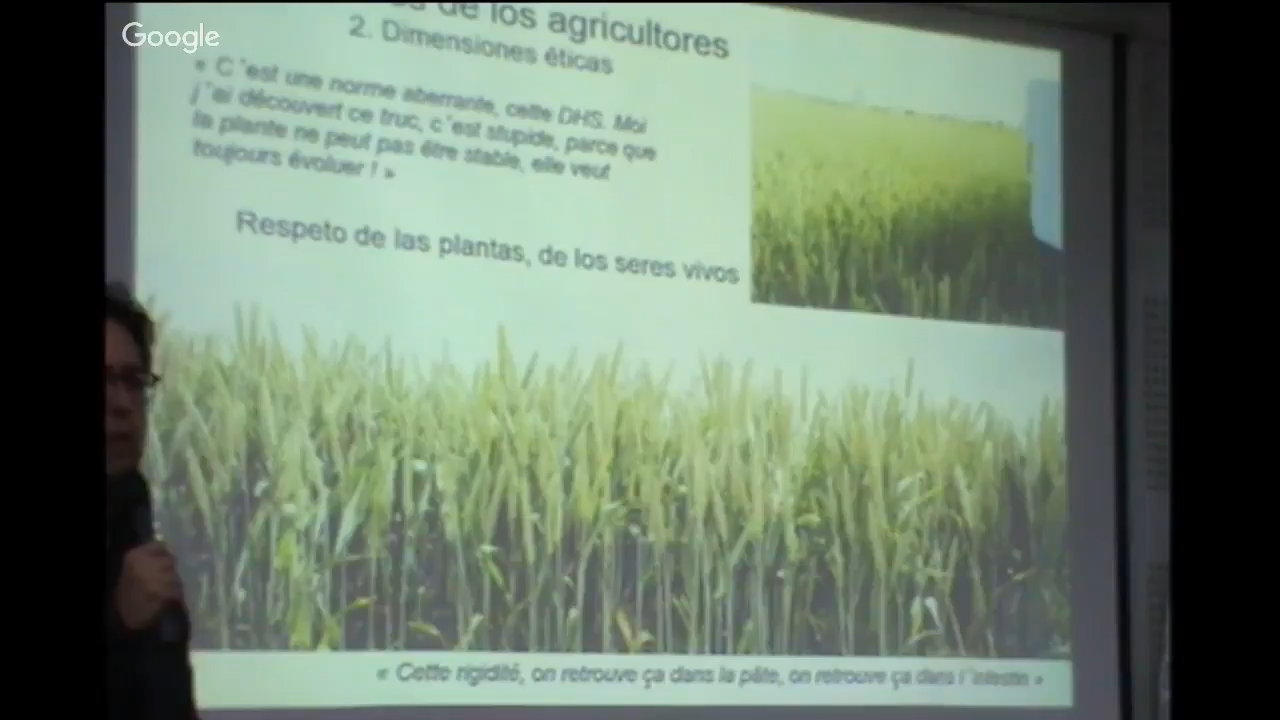 Google
de los agricultores
2. Dimensiones éticas
« C'est une norme aberrante, cette DHS. Moi
j'ai découvert ce truc, c'est stupide, parce que
la plante ne peut pas être stable, elle veut
toujours évoluer ! »
Respeto de las plantas, de los seres vivos
« Cette rigidité, on retrouve ça dans la pâte, on retrouve ça dans l'intestin »